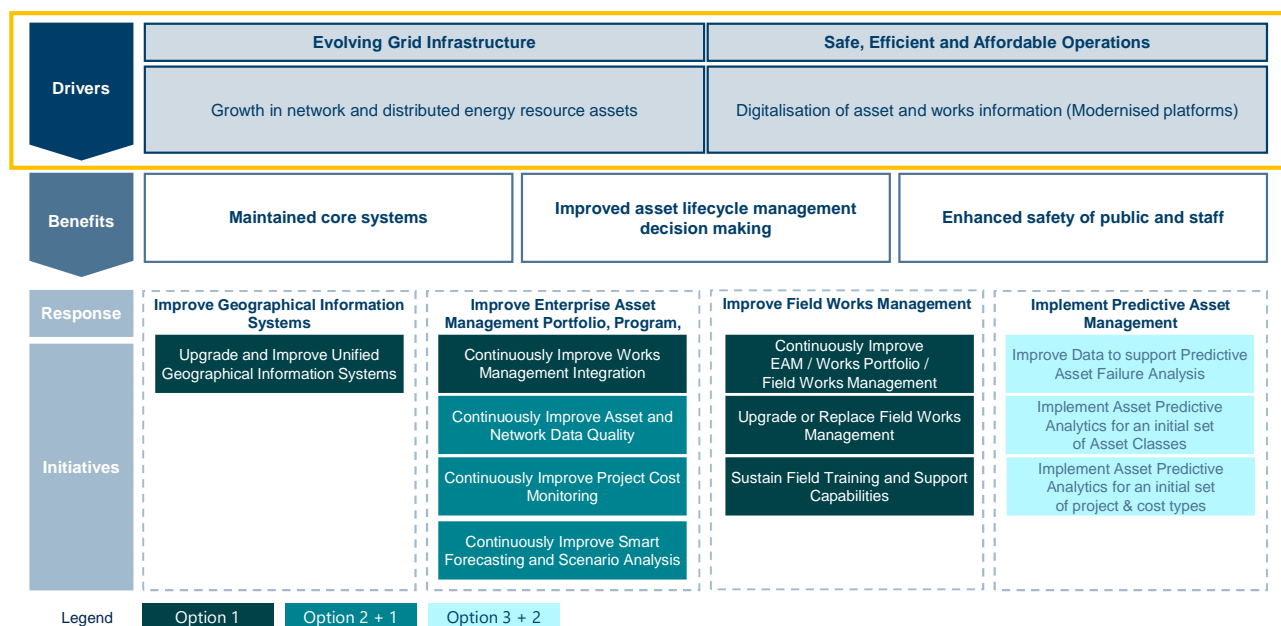 Drivers
Evolving Grid Infrastructure
Safe, Efficient and Affordable Operations
Growth in network and distributed energy resource assets
Digitalisation of asset and works information (Modernised platforms)
Benefits
Maintained core systems
Improved asset lifecycle management
decision making
Enhanced safety of public and staff
Response
Improve Geographical Information
Systems
Improve Enterprise Asset
Management Portfolio, Program,
Improve Field Works Management
Implement Predictive Asset
Management
Initiatives
Upgrade and Improve Unified
Geographical Information Systems
Continuously Improve Works
Management Integration
Continuously Improve Asset and
Network Data Quality
Continuously Improve Project Cost
Monitoring
Continuously Improve Smart
Forecasting and Scenario Analysis
Continuously Improve
EAM / Works Portfolio /
Field Works Management
Upgrade or Replace Field Works
Management
Sustain Field Training and Support
Capabilities
Improve Data to support Predictive
Asset Failure Analysis
Implement Asset Predictive
Analytics for an initial set
of Asset Classes
Implement Asset Predictive
Analytics for an initial set
of project & cost types
Legend
Option 1
Option 2 + 1
Option 3 + 2